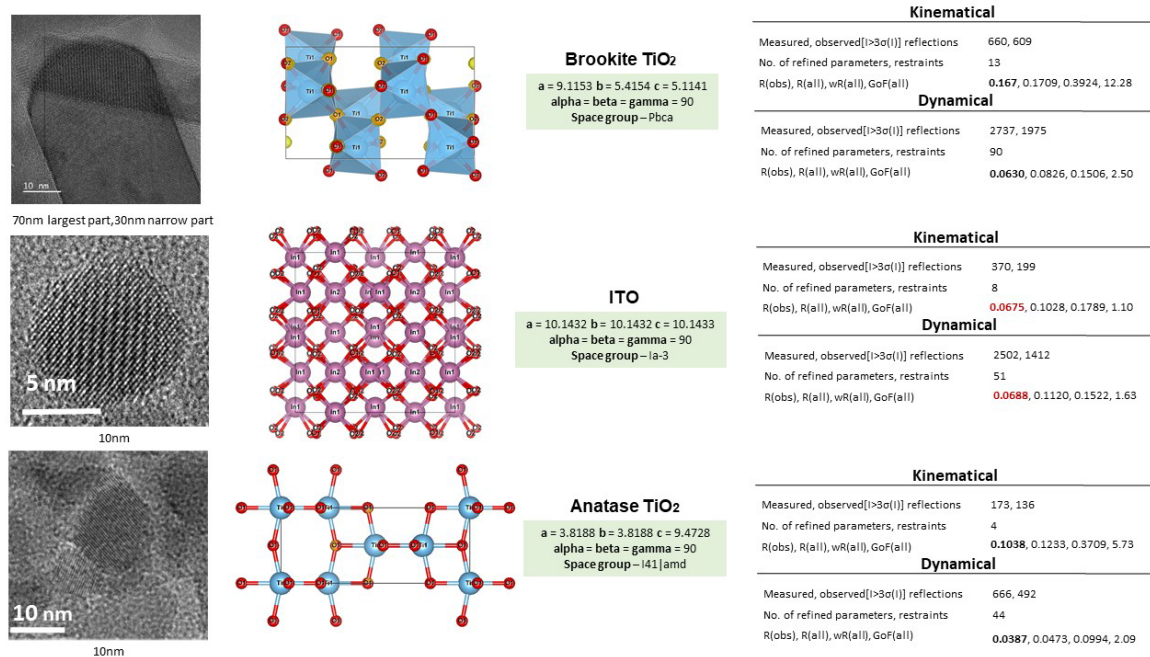 10 nm
70nm largest part,30nm narrow part
Brookite TiO₂
a = 9.1153 b = 5.4154 c = 5.1141
alpha = beta = gamma = 90
Space group – Pbca
Kinematical
Measured, observed[I>3σ(I)] reflections 660, 609
No. of refined parameters, restraints 13
R(obs), R(all), wR(all), GoF(all) 0.167, 0.1709, 0.3924, 12.28
Dynamical
Measured, observed[I>3σ(I)] reflections 2737, 1975
No. of refined parameters, restraints 90
R(obs), R(all), wR(all), GoF(all) 0.0630, 0.0826, 0.1506, 2.50
5 nm
10nm
In1 In1 In1 In1 In1
ITO
a = 10.1432 b = 10.1432 c = 10.1433
alpha = beta = gamma = 90
Space group – Ia-3
Kinematical
Measured, observed[I>3σ(I)] reflections 370, 199
No. of refined parameters, restraints 8
R(obs), R(all), wR(all), GoF(all) 0.0675, 0.1028, 0.1789, 1.10
Dynamical
Measured, observed[I>3σ(I)] reflections 2502, 1412
No. of refined parameters, restraints 51
R(obs), R(all), wR(all), GoF(all) 0.0688, 0.1120, 0.1522, 1.63
10 nm
10nm
Anatase TiO₂
a = 3.8188 b = 3.8188 c = 9.4728
alpha = beta = gamma = 90
Space group – I41|amd
Kinematical
Measured, observed[I>3σ(I)] reflections 173, 136
No. of refined parameters, restraints 4
R(obs), R(all), wR(all), GoF(all) 0.1038, 0.1233, 0.3709, 5.73
Dynamical
Measured, observed[I>3σ(I)] reflections 666, 492
No. of refined parameters, restraints 44
R(obs), R(all), wR(all), GoF(all) 0.0387, 0.0473, 0.0994, 2.09